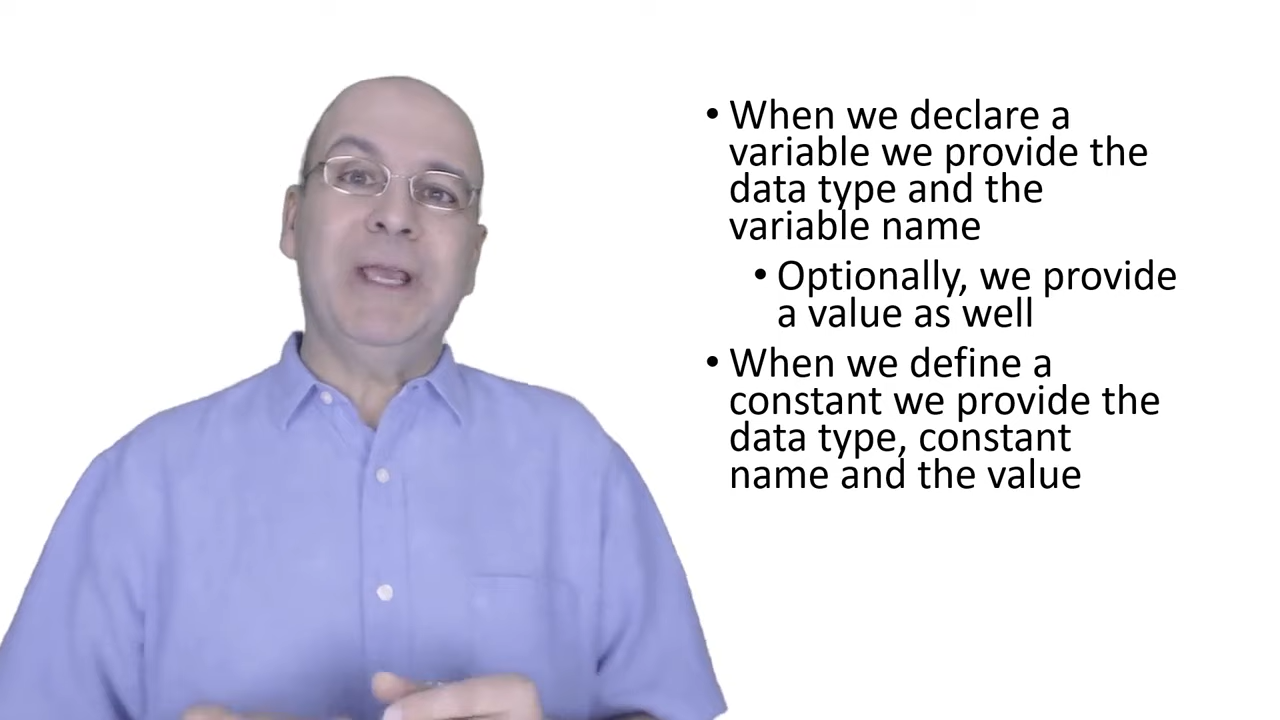 • When we declare a
variable we provide the
data type and the
variable name
• Optionally, we provide
a value as well
• When we define a
constant we provide the
data type, constant
name and the value